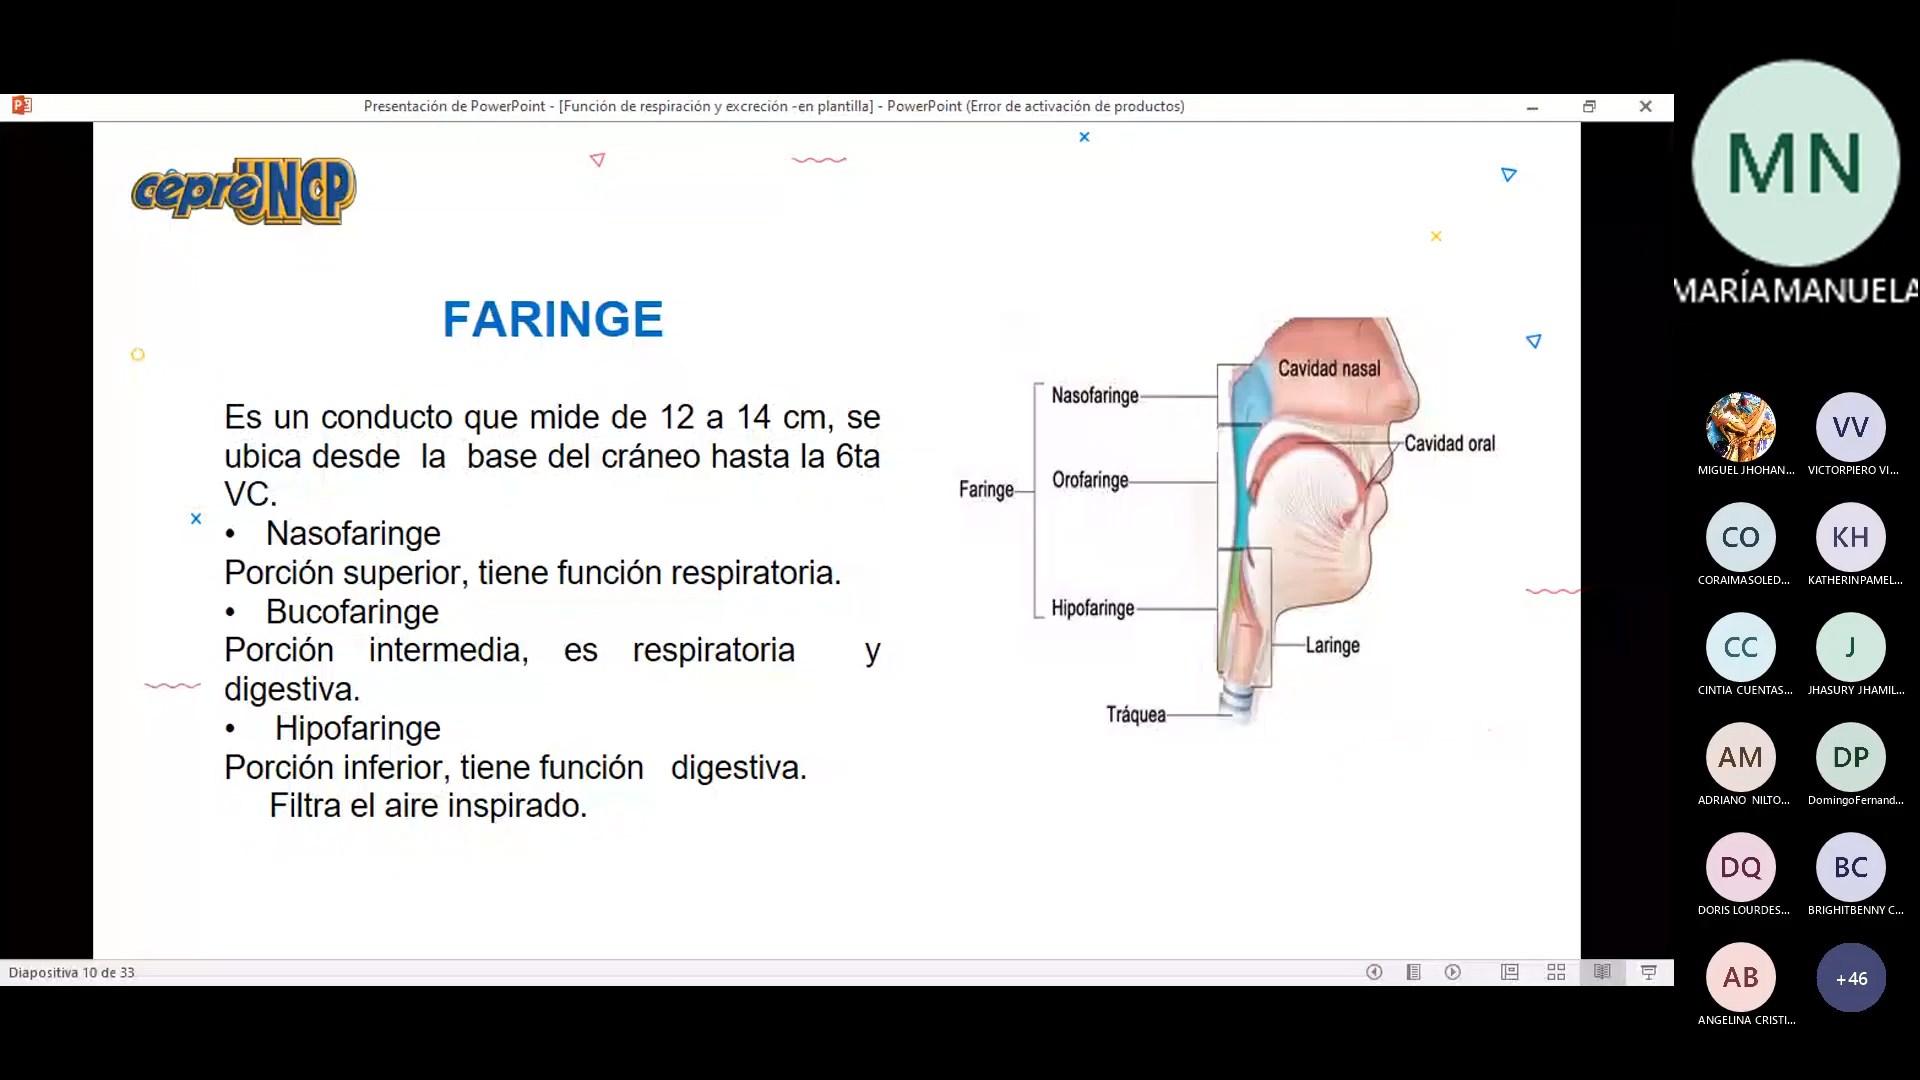 Presentación de PowerPoint - [Función de respiración y excreción -en plantilla] - PowerPoint (Error de activación de productos)
cepreUNCP
FARINGE
Es un conducto que mide de 12 a 14 cm, se
ubica desde la base del cráneo hasta la 6ta
VC.
• Nasofaringe
Porción superior, tiene función respiratoria.
• Bucofaringe
Porción intermedia, es respiratoria y
digestiva.
• Hipofaringe
Porción inferior, tiene función digestiva.
Filtra el aire inspirado.
Cavidad nasal
Nasofaringe
Cavidad oral
Orofaringe
Faringe
Hipofaringe
Laringe
Tráquea
Diapositiva 10 de 33
MN
MARÍA MANUELA
MIGUEL JHOHAN...
VV
VICTORPIERO VI...
CO
CORAIMASOLED...
KH
KATHERINPAMEL...
CC
CINTIA CUENTAS...
J
JHASURY JHAMIL...
AM
ADRIANO NILTO...
DP
DomingoFernand...
DQ
DORIS LOURDES...
BC
BRIGHITBENNY C...
AB
ANGELINA CRISTI...
+46